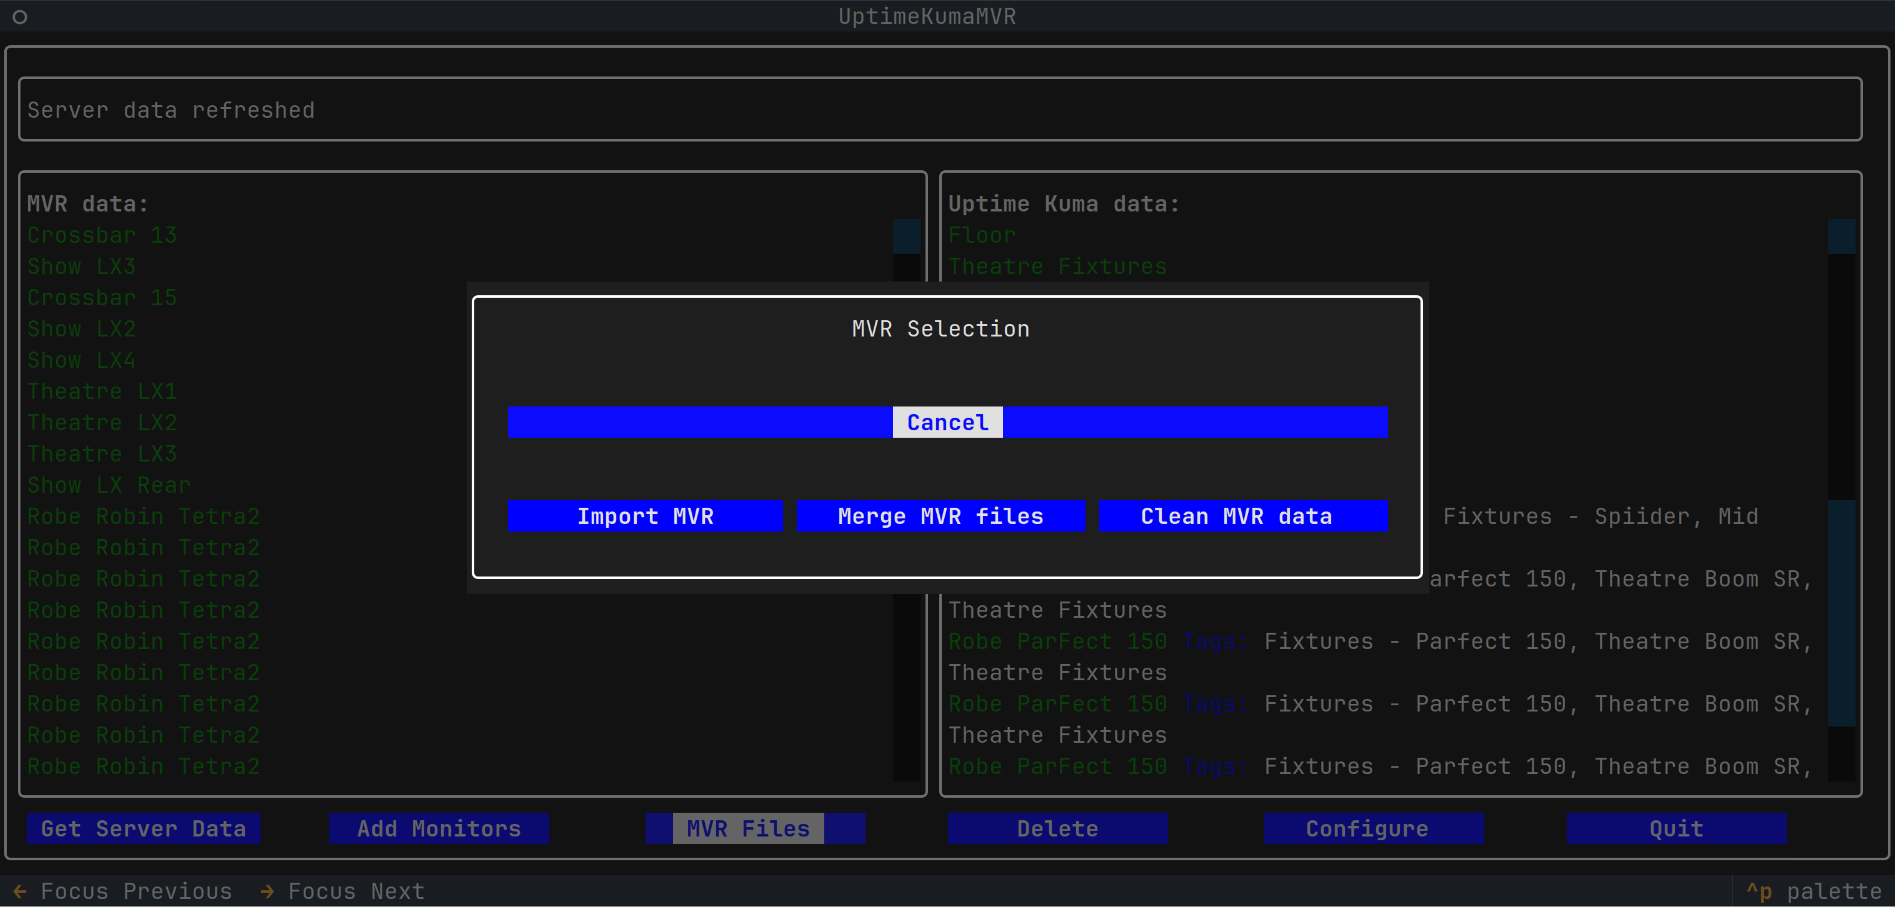 UptimeKumaMVR
Server data refreshed
MVR data:
Crossbar 13
Show LX3
Crossbar 15
Show LX2
Show LX4
Theatre LX1
Theatre LX2
Theatre LX3
Show LX Rear
Robe Robin Tetra2
Robe Robin Tetra2
Robe Robin Tetra2
Robe Robin Tetra2
Robe Robin Tetra2
Robe Robin Tetra2
Robe Robin Tetra2
Robe Robin Tetra2
Robe Robin Tetra2
Uptime Kuma data:
Floor
Theatre Fixtures
Fixtures - Spiider, Mid
arfect 150, Theatre Boom SR,
Theatre Fixtures
Robe ParFect 150 Tags: Fixtures - Parfect 150, Theatre Boom SR,
Theatre Fixtures
Robe ParFect 150 Tags: Fixtures - Parfect 150, Theatre Boom SR,
Theatre Fixtures
Robe ParFect 150 Tags: Fixtures - Parfect 150, Theatre Boom SR,
MVR Selection
Cancel
Import MVR Merge MVR files Clean MVR data
Get Server Data Add Monitors MVR Files Delete Configure Quit
← Focus Previous → Focus Next ^p palette